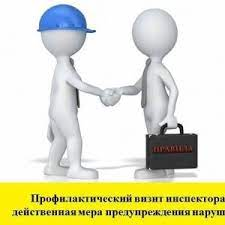 ПРАВИЛА
Профилактический визит инспектора
действенная мера предупреждения наруш